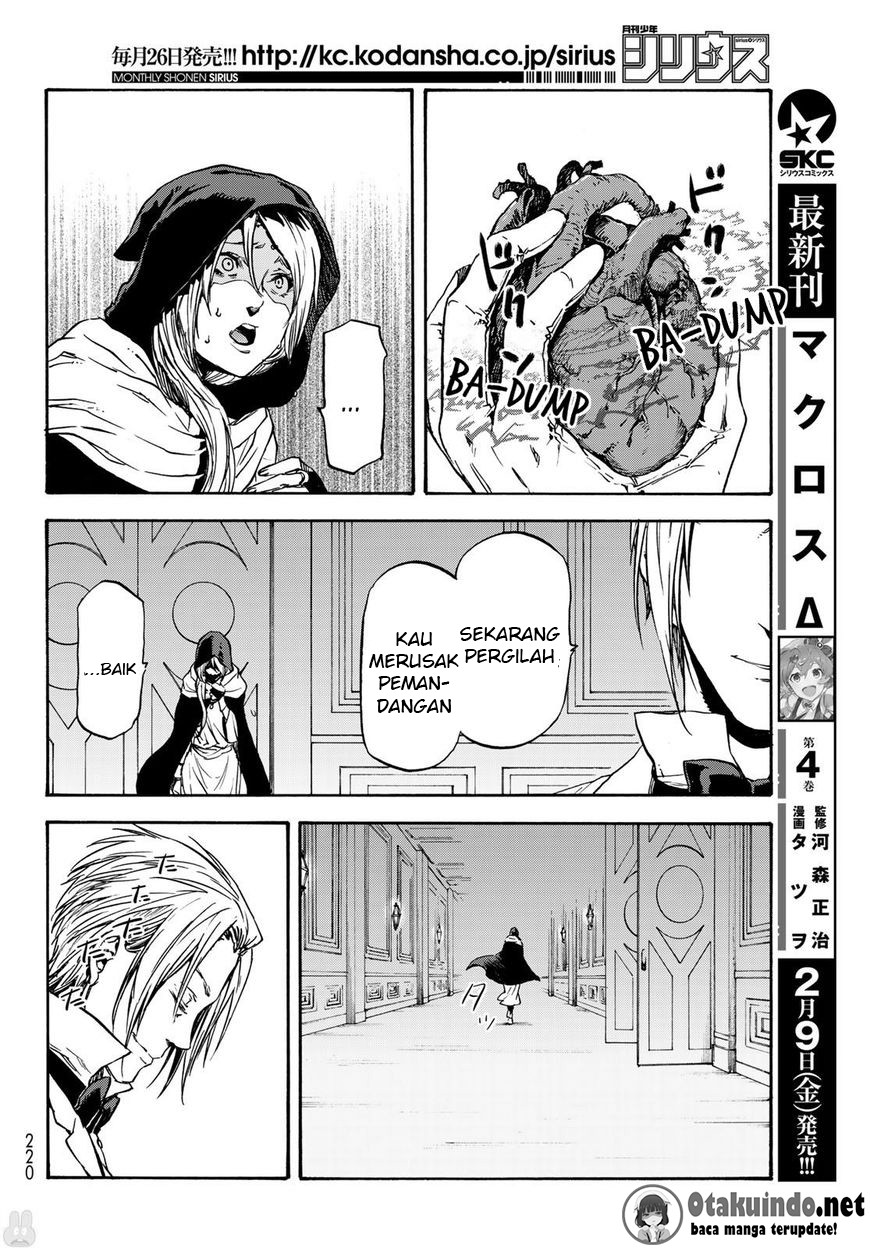 毎月26日発売!!! http://kc.kodansha.co.jp/sirius
MONTHLY SHONEN SIRIUS
月刊少年
シリウス
SKC
シリウスコミックス
最新刊
マクロスΔ
第4巻
監修 河森正治
漫画 タツヲ
2月9日(金)発売!!!
ドクン
ドクン
BA-DUMP
BA-DUMP
...
SEKARANG
PERGILAH
KAU
MERUSAK
PEMAN-
DANGAN
...BAIK
タッ
たたた
220
Otakuindo.net
baca manga terupdate!